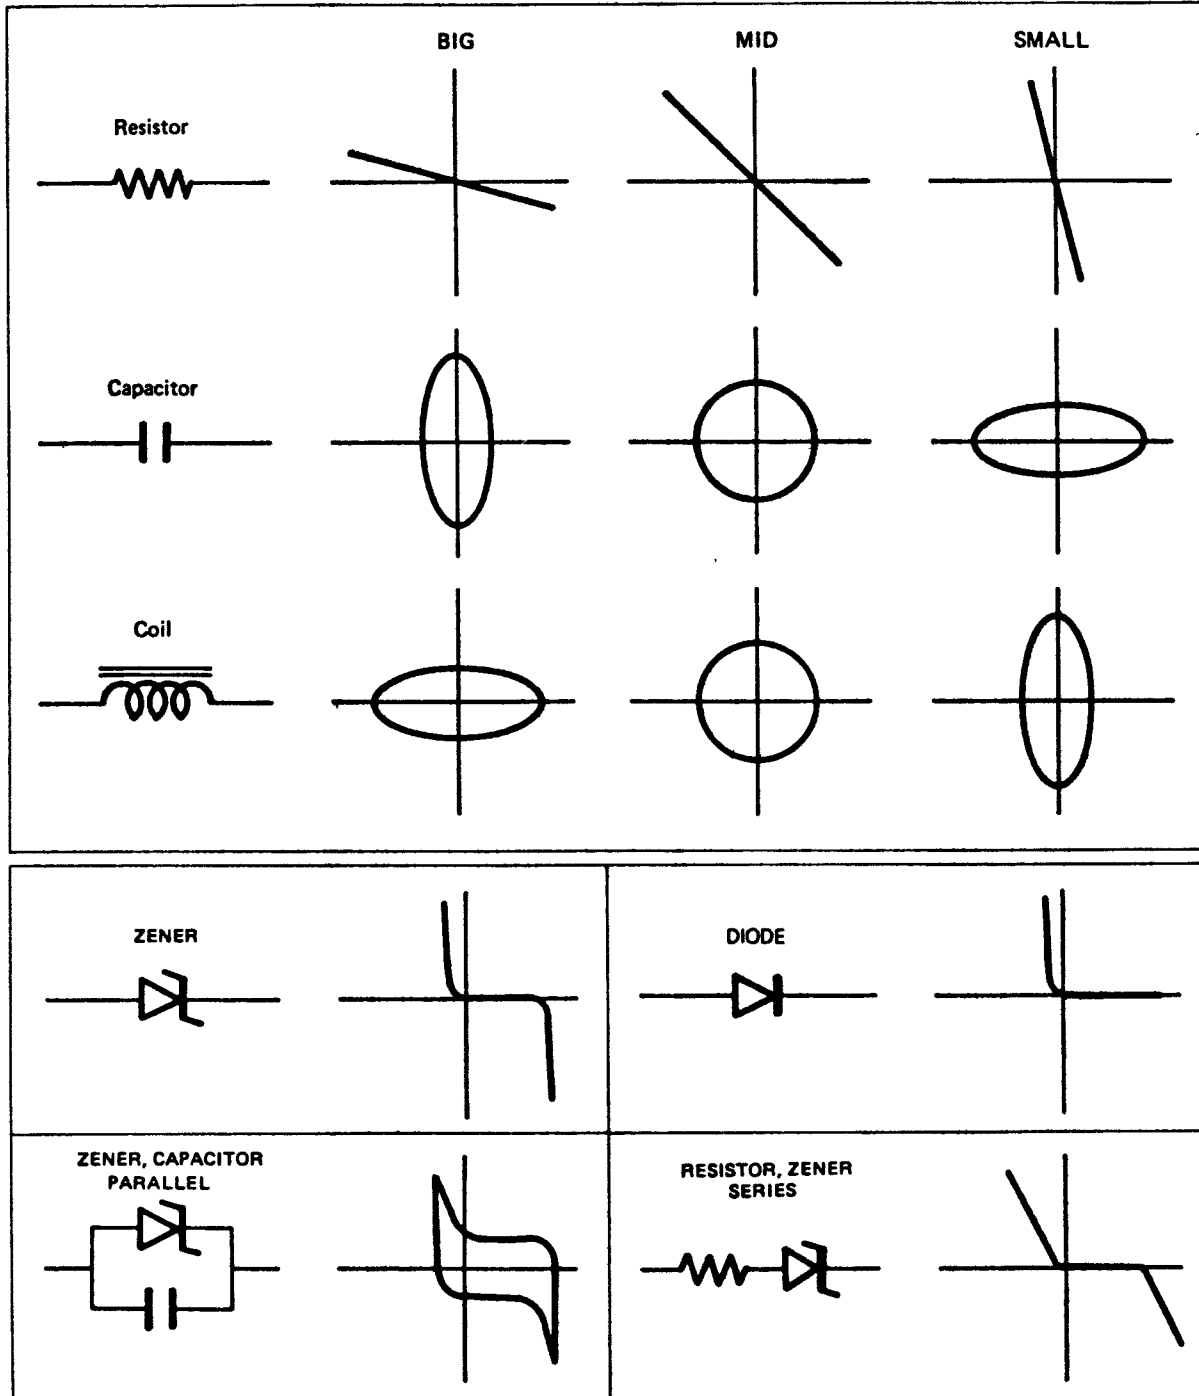 BIG MID SMALL
Resistor
Capacitor
Coil
ZENER
DIODE
ZENER, CAPACITOR
PARALLEL
RESISTOR, ZENER
SERIES